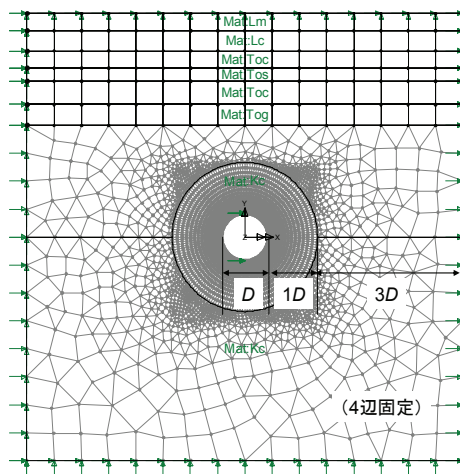 Mat:Lm
Mat:Lc
Mat:Toc
Mat:Tos
Mat:Toc
Mat:Tog
Mat:Kc
Y
Z X
D 1D 3D
Mat:Kc
（4辺固定）